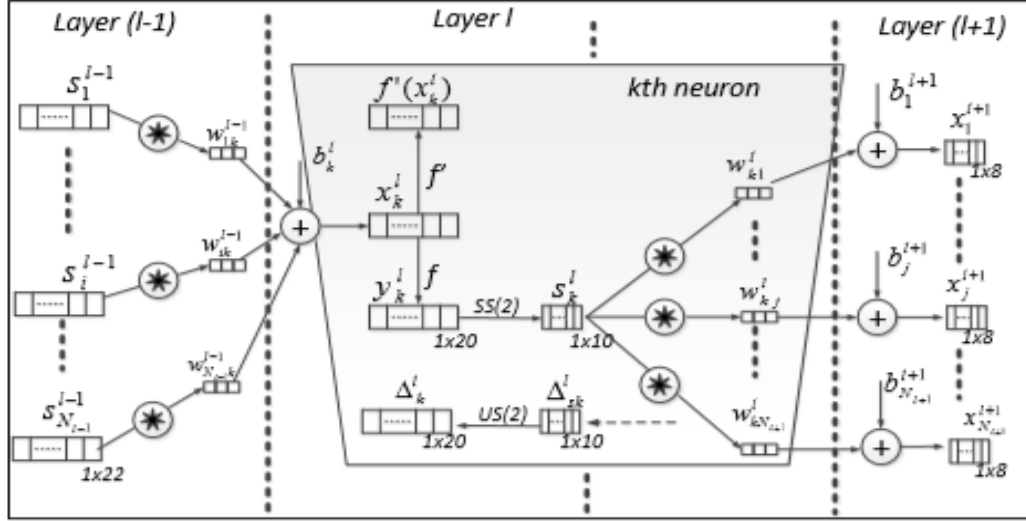 Layer (l-1)
Layer l
Layer (l+1)
s_1^{l-1}
w_{1k}^{l-1}
b_k^l
f'(x_k^l)
kth neuron
b_1^{l+1}
x_1^{l+1}
1x8
f'
x_k^l
w_{k1}^l
+
+
s_i^{l-1}
w_{ik}^{l-1}
f
y_k^l
1x20
SS(2)
s_k^l
1x10
w_{kj}^l
b_j^{l+1}
+
x_j^{l+1}
1x8
s_{N_{l-1}}^{l-1}
1x22
w_{N_{l-1}k}^{l-1}
Δ_k^l
1x20
US(2)
Δ_{sk}^l
1x10
w_{kN_{l+1}}^l
b_{N_{l+1}}^{l+1}
+
x_{N_{l+1}}^{l+1}
1x8